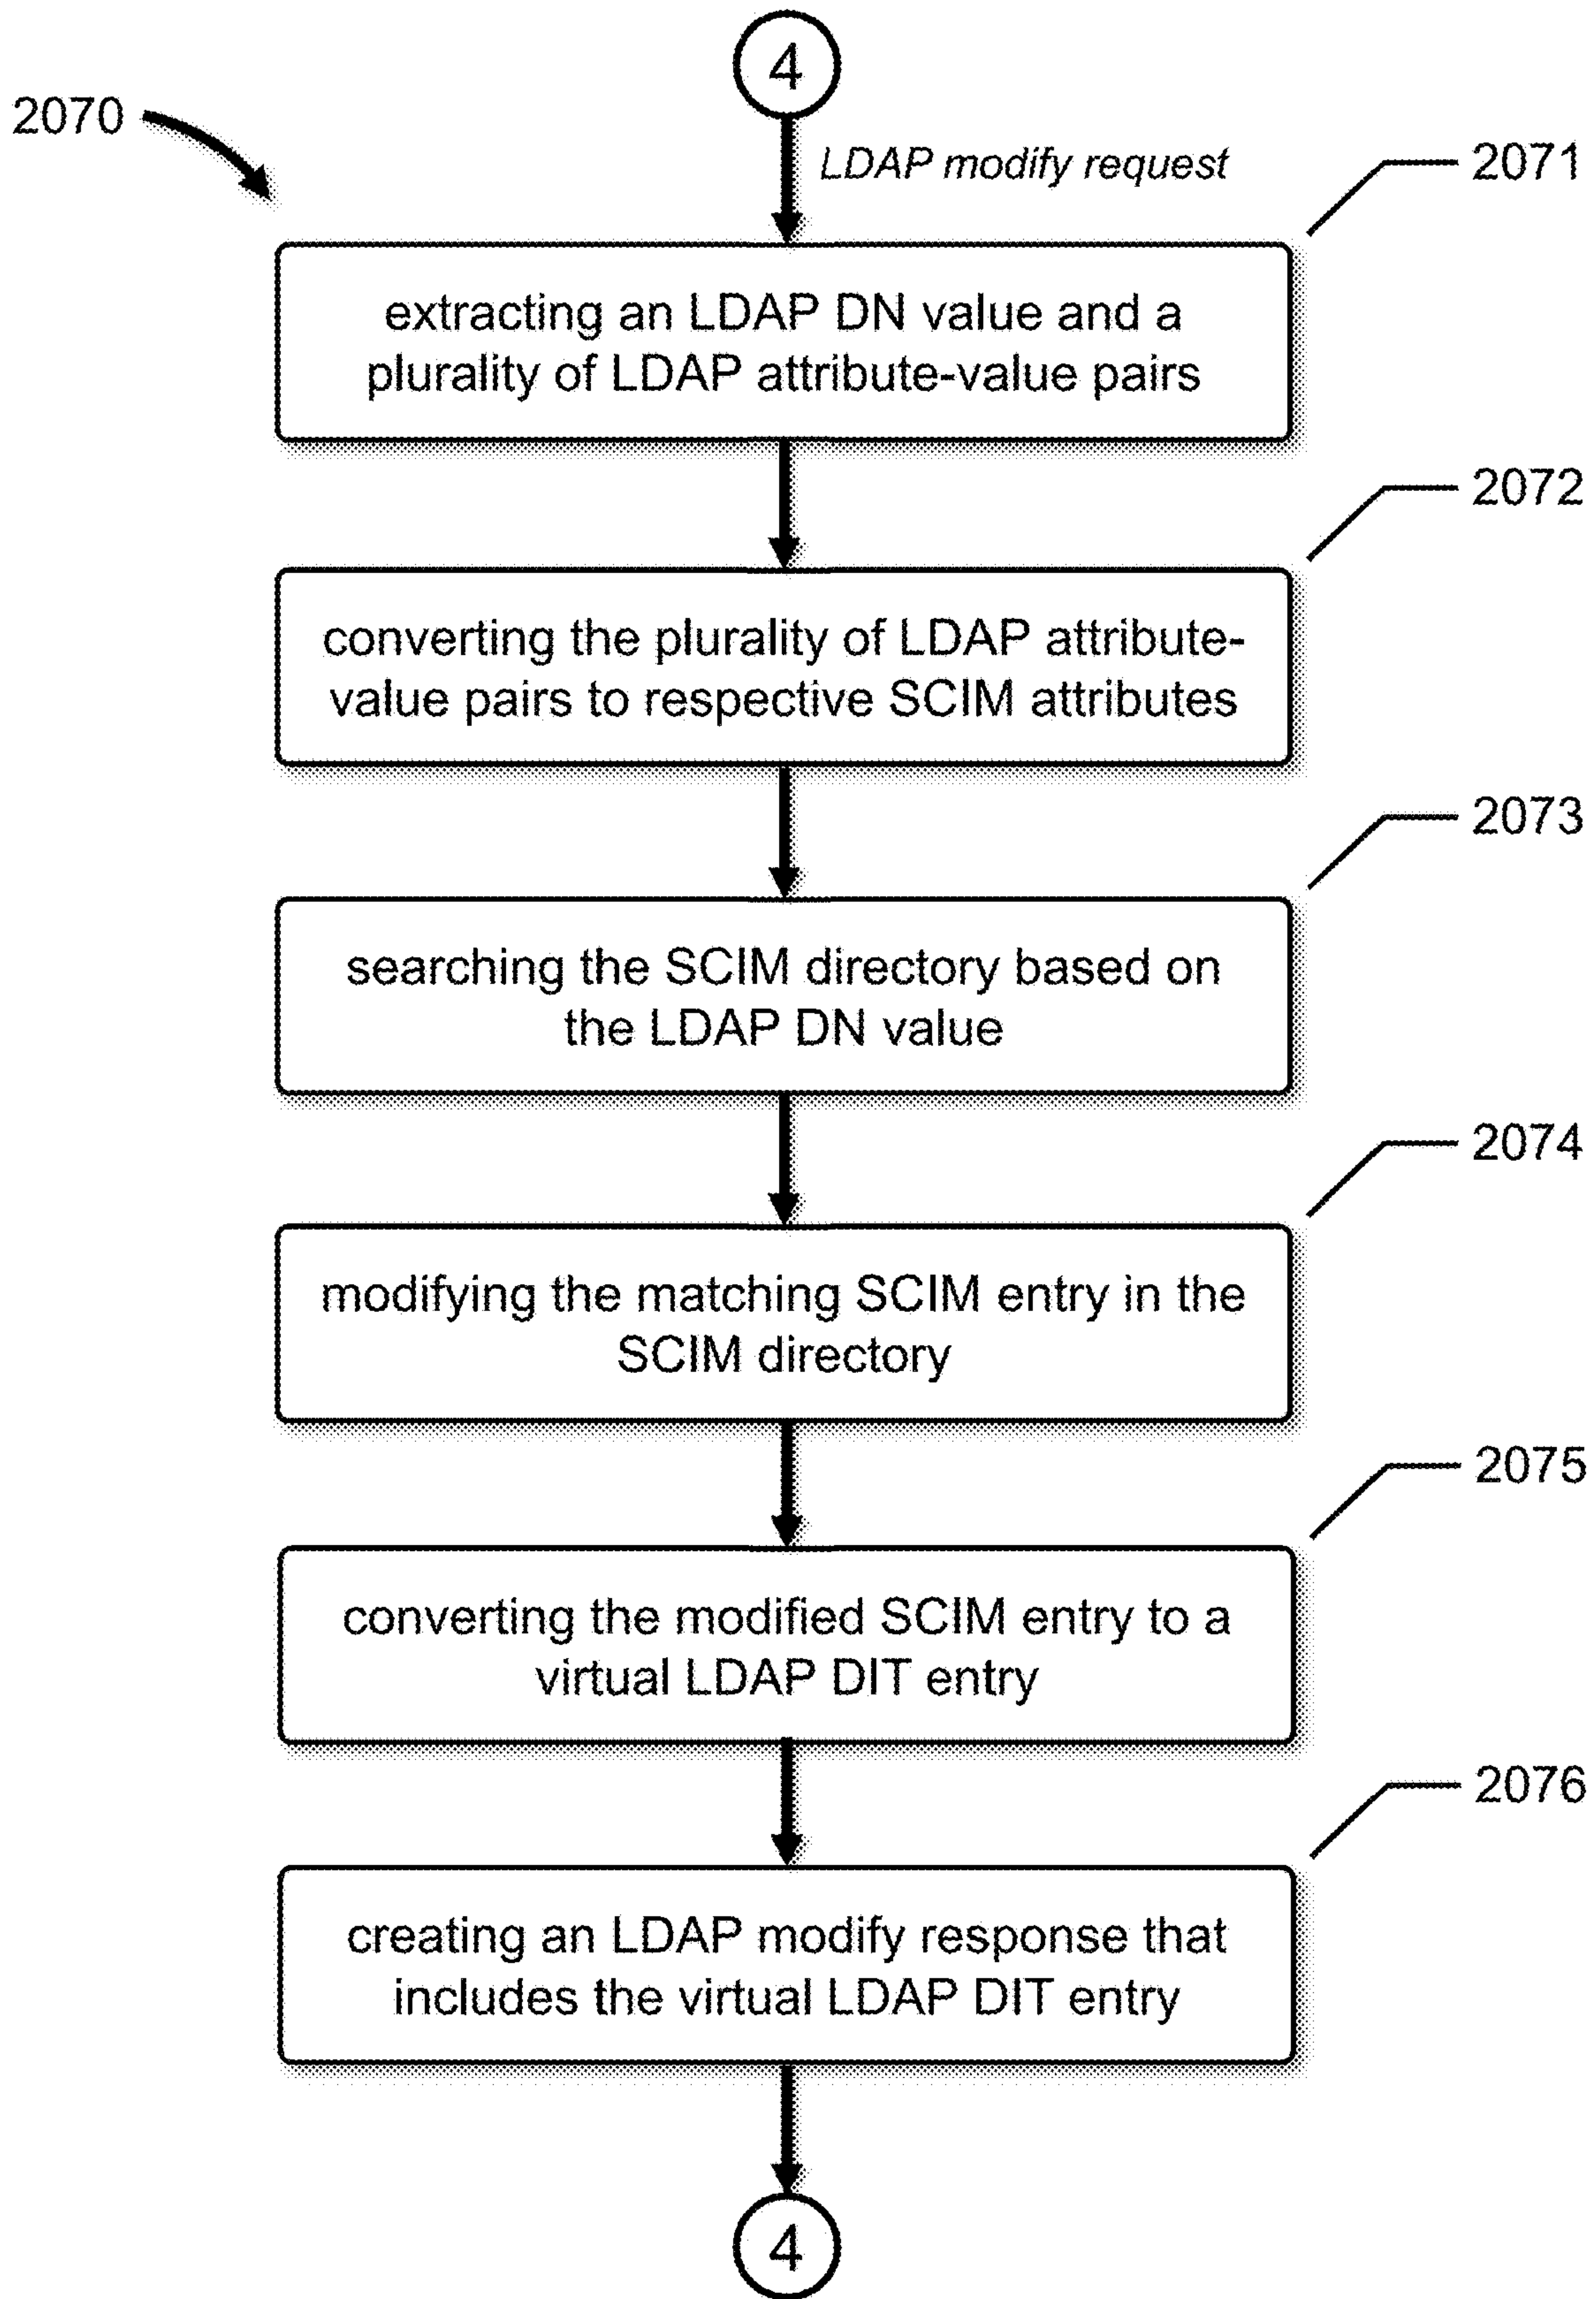 4
2070
LDAP modify request
2071
extracting an LDAP DN value and a
plurality of LDAP attribute-value pairs
2072
converting the plurality of LDAP attribute-
value pairs to respective SCIM attributes
2073
searching the SCIM directory based on
the LDAP DN value
2074
modifying the matching SCIM entry in the
SCIM directory
2075
converting the modified SCIM entry to a
virtual LDAP DIT entry
2076
creating an LDAP modify response that
includes the virtual LDAP DIT entry
4